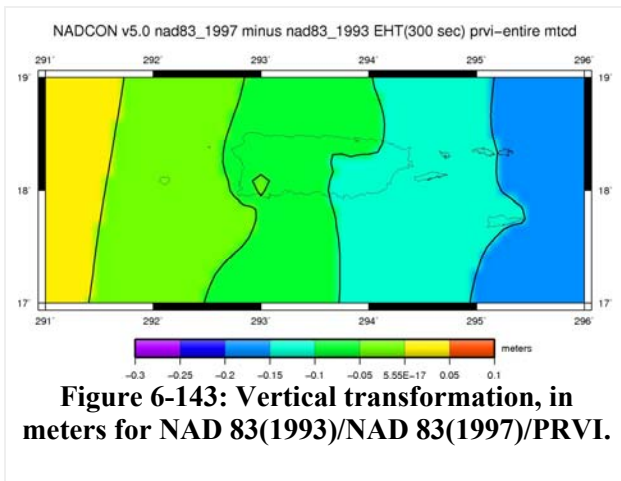 NADCON v5.0 nad83_1997 minus nad83_1993 EHT(300 sec) prvi-entire mtcd
291˚ 292˚ 293˚ 294˚ 295˚ 296˚
19˚ 19˚
18˚ 18˚
17˚ 17˚
291˚ 292˚ 293˚ 294˚ 295˚ 296˚
meters
−0.3 −0.25 −0.2 −0.15 −0.1 −0.05 5.55E−17 0.05 0.1
Figure 6-143: Vertical transformation, in
meters for NAD 83(1993)/NAD 83(1997)/PRVI.